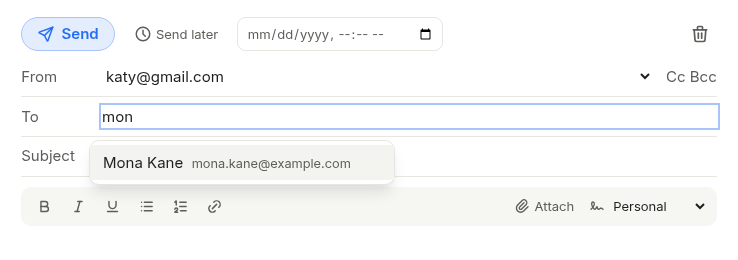 Send Send later mm/dd/yyyy, --:-- --
From katy@gmail.com Cc Bcc
To mon
Subject
Mona Kane mona.kane@example.com
B I U Attach Personal